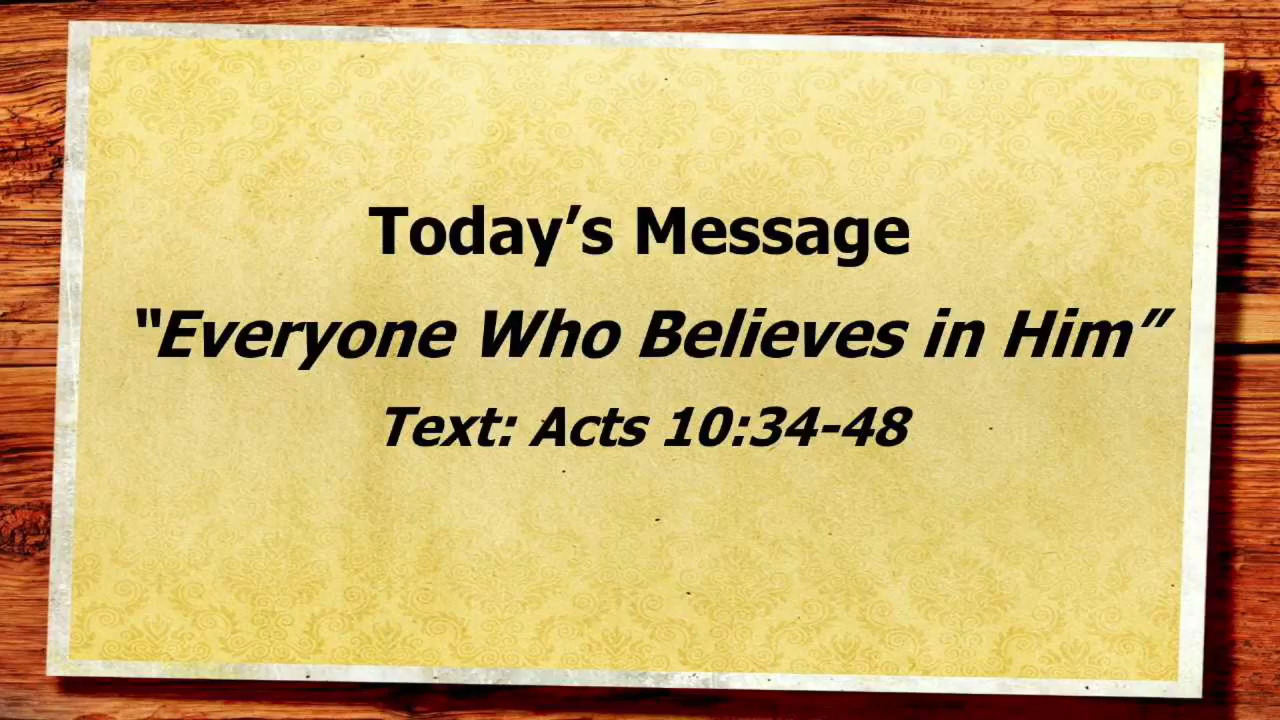 Today’s Message
“Everyone Who Believes in Him”
Text: Acts 10:34-48